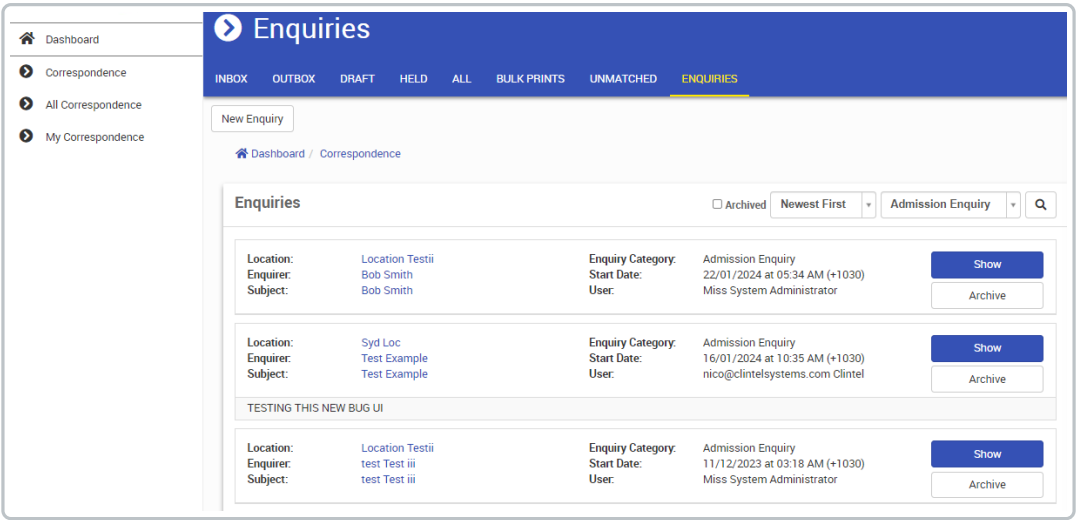 Dashboard
Correspondence
All Correspondence
My Correspondence
Enquiries
INBOX OUTBOX DRAFT HELD ALL BULK PRINTS UNMATCHED ENQUIRIES
New Enquiry
Dashboard / Correspondence
Enquiries
Archived Newest First Admission Enquiry
Location: Location Testii Enquiry Category: Admission Enquiry
Enquirer: Bob Smith Start Date: 22/01/2024 at 05:34 AM (+1030)
Subject: Bob Smith User: Miss System Administrator
Show
Archive
Location: Syd Loc Enquiry Category: Admission Enquiry
Enquirer: Test Example Start Date: 16/01/2024 at 10:35 AM (+1030)
Subject: Test Example User: nico@clintelsystems.com Clintel
Show
Archive
TESTING THIS NEW BUG UI
Location: Location Testii Enquiry Category: Admission Enquiry
Enquirer: test Test iii Start Date: 11/12/2023 at 03:18 AM (+1030)
Subject: test Test iii User: Miss System Administrator
Show
Archive